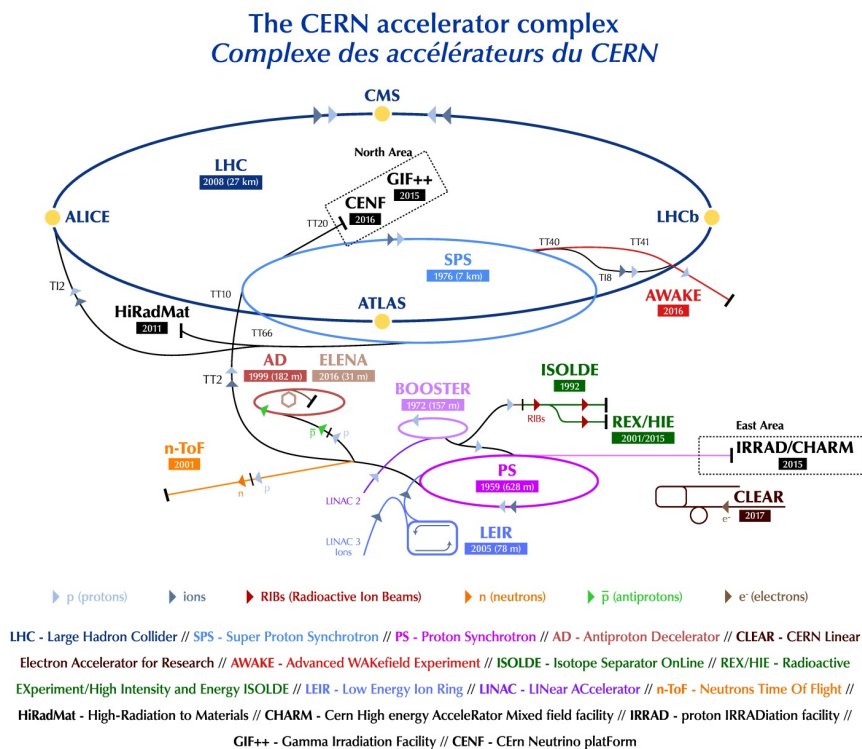 The CERN accelerator complex
Complexe des accélérateurs du CERN
CMS
North Area
LHC
2008 (27 km)
GIF++
2015
CENF
2016
TT20
ALICE
LHCb
TT40
TT41
SPS
1976 (7 km)
TI8
TI2
TT10
AWAKE
2016
HiRadMat
2011
ATLAS
TT66
AD
1999 (182 m)
ELENA
2016 (31 m)
TT2
ISOLDE
1992
BOOSTER
1972 (157 m)
RIBs
REX/HIE
2001/2015
East Area
p̅
p
n-ToF
2001
IRRAD/CHARM
2015
PS
1959 (628 m)
n
p
LINAC 2
CLEAR
2017
e-
LEIR
2005 (78 m)
LINAC 3
Ions
p (protons)
ions
RIBs (Radioactive Ion Beams)
n (neutrons)
p̅ (antiprotons)
e- (electrons)
LHC - Large Hadron Collider // SPS - Super Proton Synchrotron // PS - Proton Synchrotron // AD - Antiproton Decelerator // CLEAR - CERN Linear
Electron Accelerator for Research // AWAKE - Advanced WAKefield Experiment // ISOLDE - Isotope Separator OnLine // REX/HIE - Radioactive
EXperiment/High Intensity and Energy ISOLDE // LEIR - Low Energy Ion Ring // LINAC - LINear ACcelerator // n-ToF - Neutrons Time Of Flight //
HiRadMat - High-Radiation to Materials // CHARM - Cern High energy AcceleRator Mixed field facility // IRRAD - proton IRRADiation facility //
GIF++ - Gamma Irradiation Facility // CENF - CErn Neutrino platForm